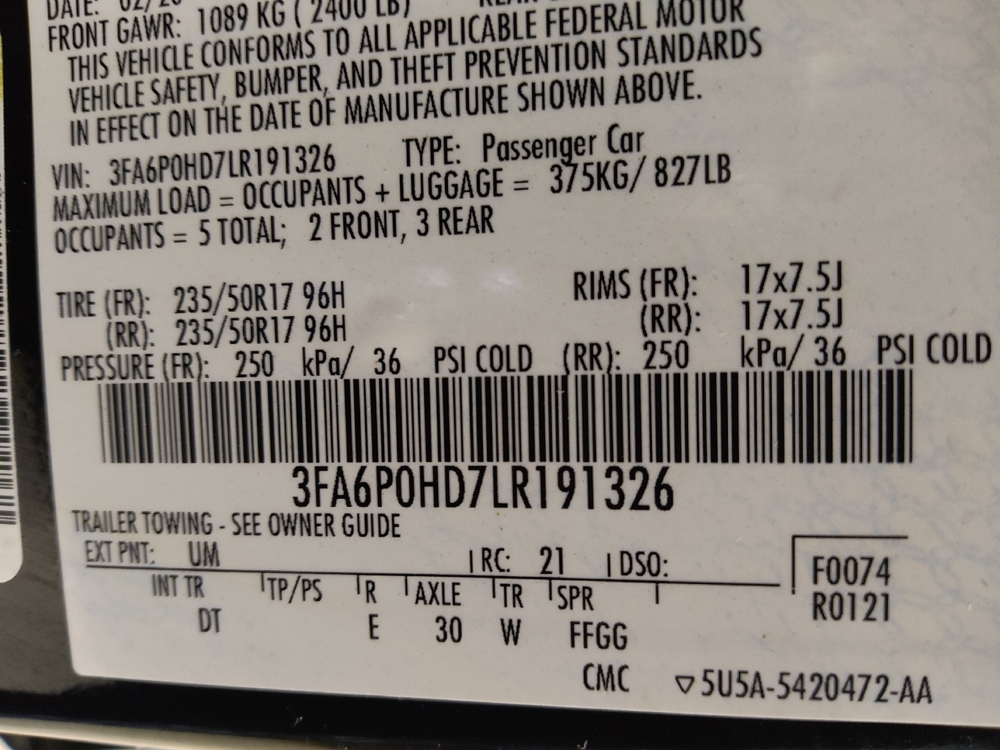 DATE: 02/20
FRONT GAWR: 1089 KG ( 2400 LB)
THIS VEHICLE CONFORMS TO ALL APPLICABLE FEDERAL MOTOR
VEHICLE SAFETY, BUMPER, AND THEFT PREVENTION STANDARDS
IN EFFECT ON THE DATE OF MANUFACTURE SHOWN ABOVE.
VIN: 3FA6P0HD7LR191326 TYPE: Passenger Car
MAXIMUM LOAD = OCCUPANTS + LUGGAGE = 375KG/ 827LB
OCCUPANTS = 5 TOTAL; 2 FRONT, 3 REAR
TIRE (FR): 235/50R17 96H RIMS (FR): 17x7.5J
(RR): 235/50R17 96H (RR): 17x7.5J
PRESSURE (FR): 250 kPa/ 36 PSI COLD (RR): 250 kPa/ 36 PSI COLD
3FA6P0HD7LR191326
TRAILER TOWING - SEE OWNER GUIDE
EXT PNT: UM RC: 21 DSO: F0074
INT TR TP/PS R AXLE TR SPR R0121
DT E 30 W FFGG
CMC ▽5U5A-5420472-AA